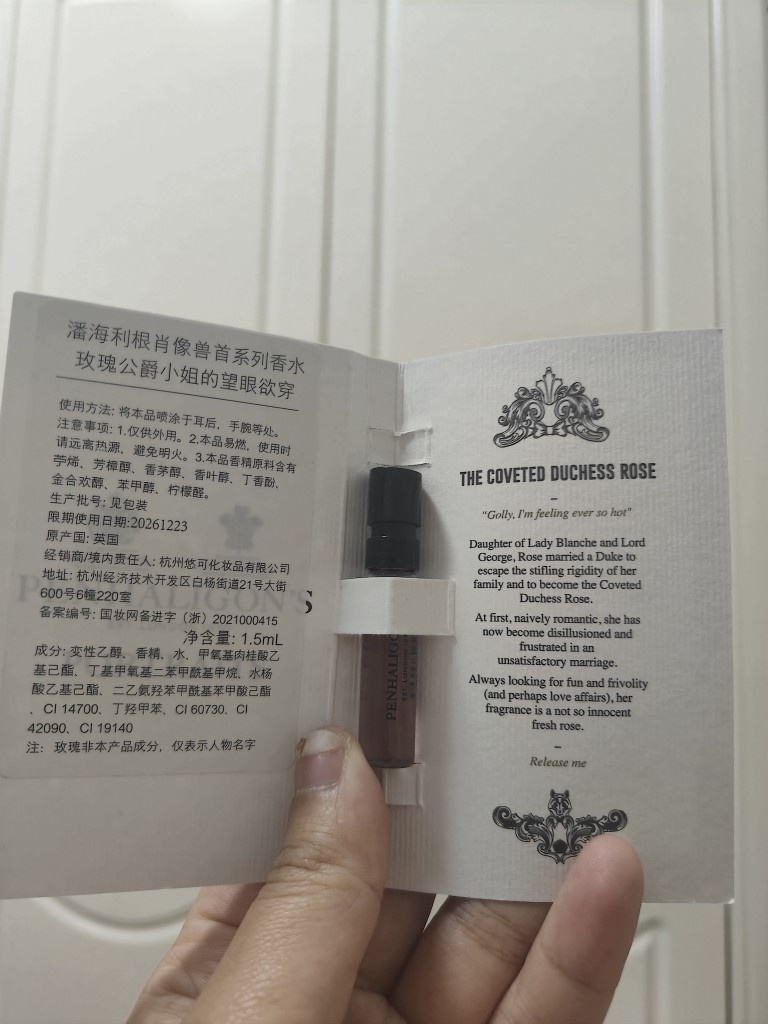 潘海利根肖像兽首系列香水
玫瑰公爵小姐的望眼欲穿
使用方法: 将本品喷涂于耳后，手腕等处。
注意事项: 1.仅供外用。2.本品易燃，使用时
请远离热源、避免明火。3.本品香精原料含有
苧烯、芳樟醇、香茅醇、香叶醇、丁香酚、
金合欢醇、苯甲醇、柠檬醛。
生产批号: 见包装
限期使用日期:20261223
原产国: 英国
经销商/境内责任人: 杭州悠可化妆品有限公司
地址: 杭州经济技术开发区白杨街道21号大街
600号6幢220室
备案编号: 国妆网备进字（浙）2021000415
净含量: 1.5mL
成分: 变性乙醇、香精、水、甲氧基肉桂酸乙
基己酯、丁基甲氧基二苯甲酰基甲烷、水杨
酸乙基己酯、二乙氨羟苯甲酰基苯甲酸己酯
、CI 14700、丁羟甲苯、CI 60730、CI
42090、CI 19140
注: 玫瑰非本产品成分，仅表示人物名字
PENHALIGON'S
PENHALIGO
THE COVETED DUCHESS ROSE
–
“Golly, I'm feeling ever so hot”
Daughter of Lady Blanche and Lord
George, Rose married a Duke to
escape the stifling rigidity of her
family and to become the Coveted
Duchess Rose.
At first, naively romantic, she has
now become disillusioned and
frustrated in an
unsatisfactory marriage.
Always looking for fun and frivolity
(and perhaps love affairs), her
fragrance is a not so innocent
fresh rose.
–
Release me